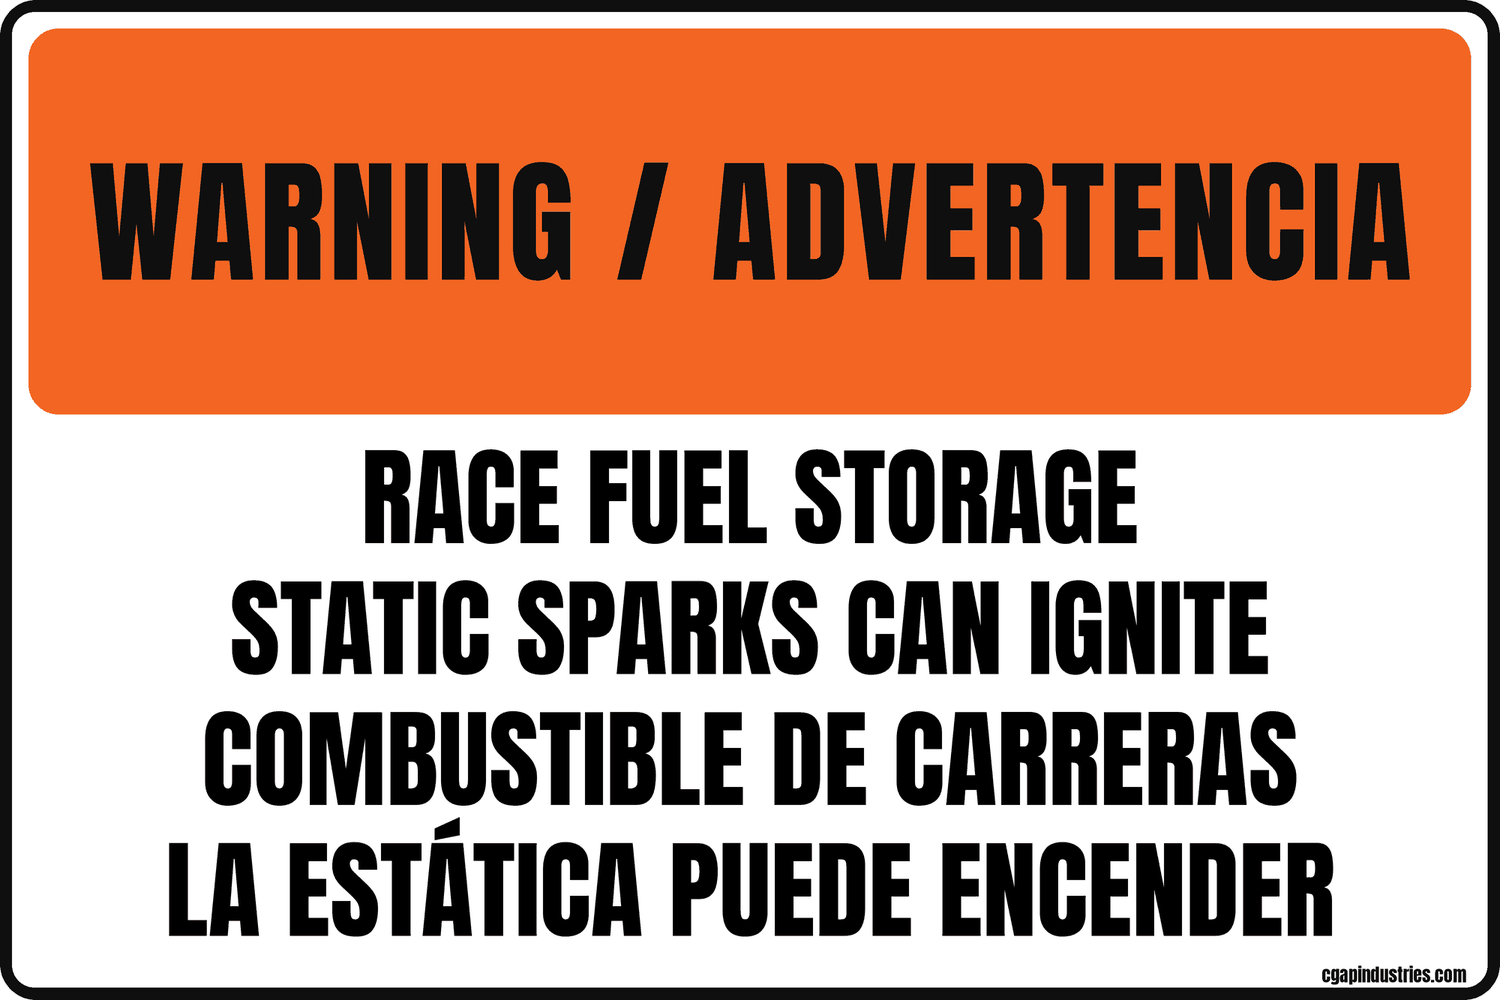 WARNING / ADVERTENCIA
RACE FUEL STORAGE
STATIC SPARKS CAN IGNITE
COMBUSTIBLE DE CARRERAS
LA ESTÁTICA PUEDE ENCENDER
cgapindustries.com